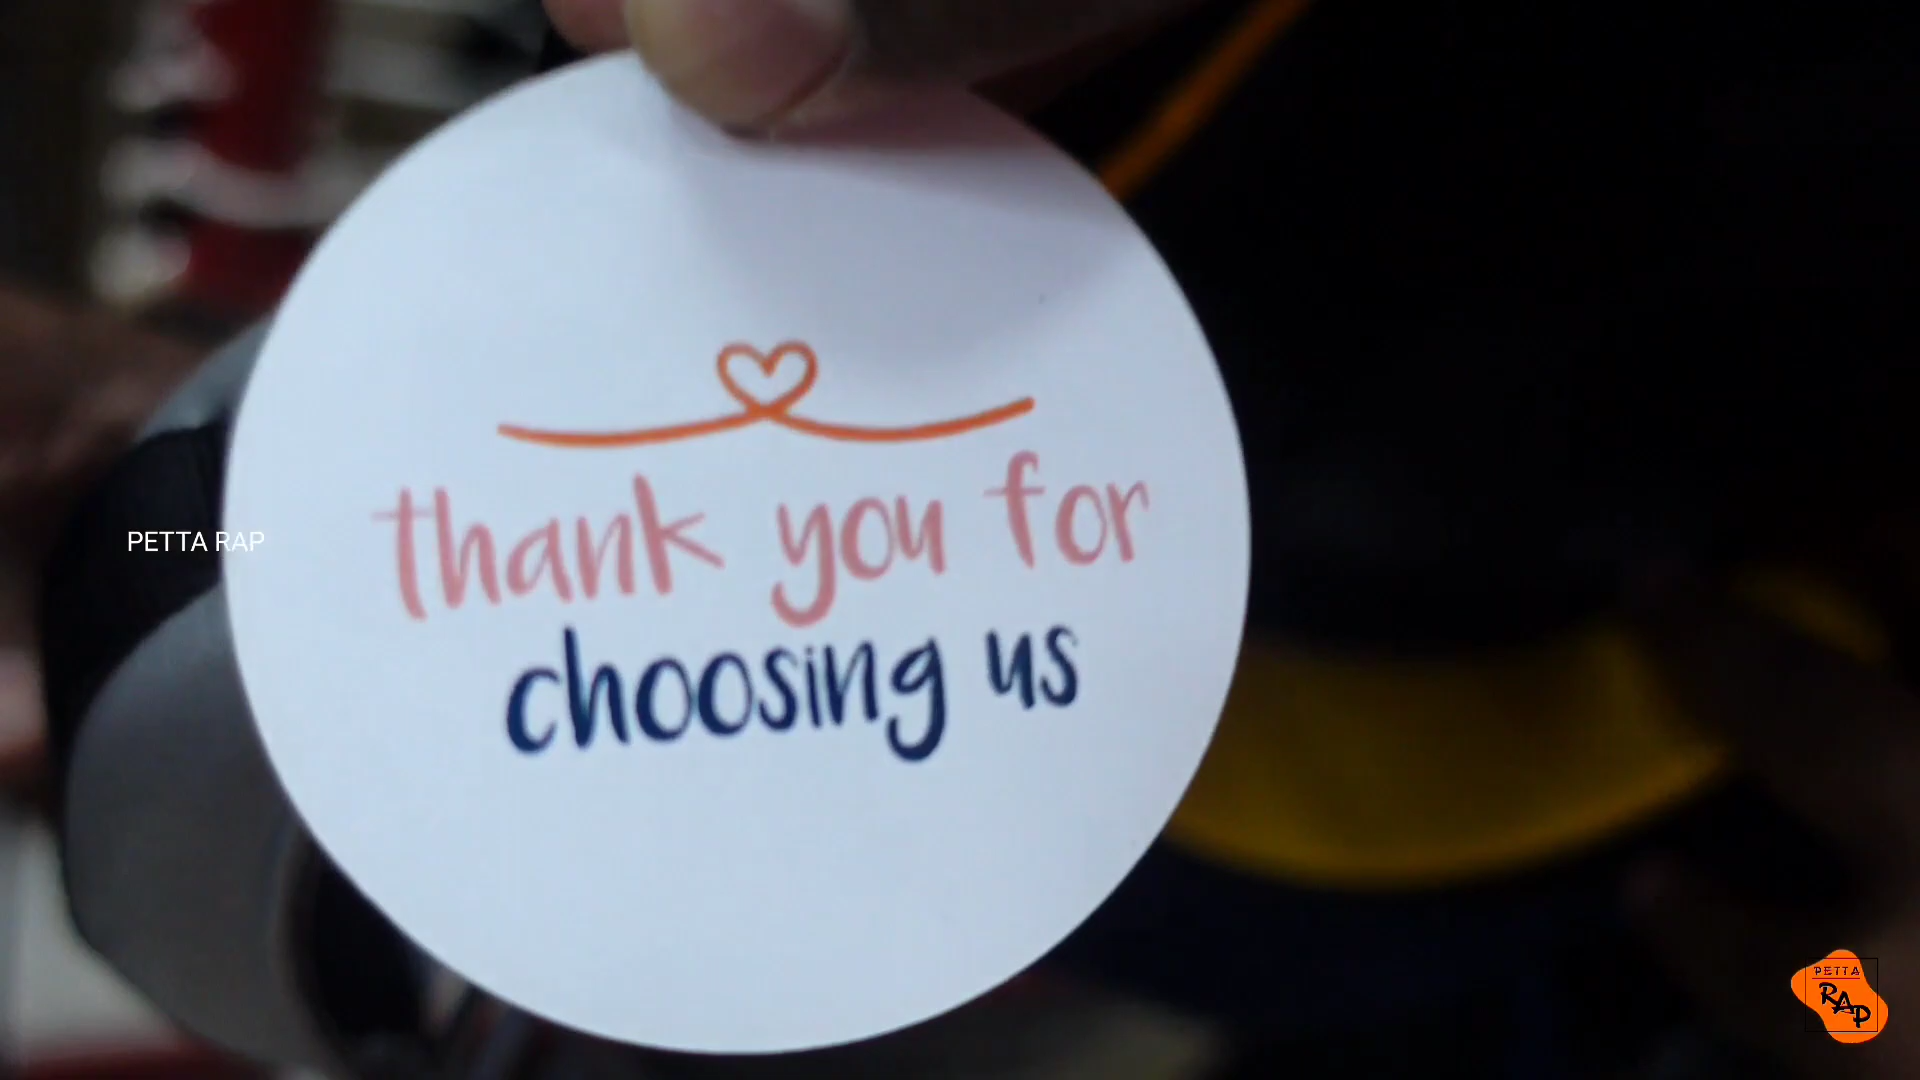 thank you for
choosing us
PETTA RAP
PETTA
RAP